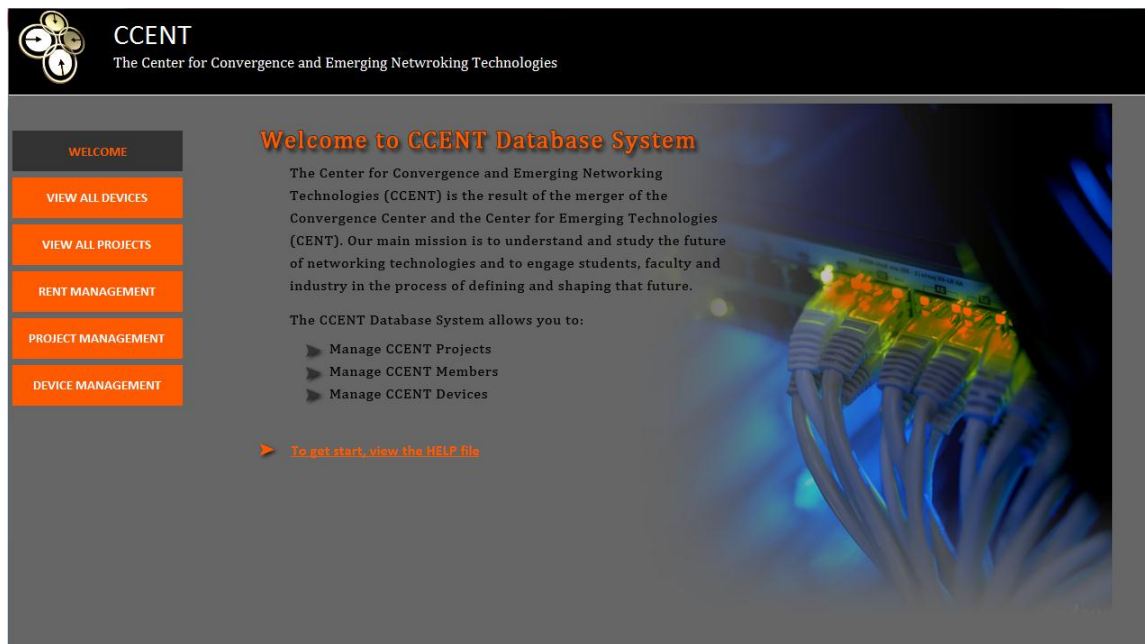 CCENT
The Center for Convergence and Emerging Netwroking Technologies
WELCOME
VIEW ALL DEVICES
VIEW ALL PROJECTS
RENT MANAGEMENT
PROJECT MANAGEMENT
DEVICE MANAGEMENT
Welcome to CCENT Database System
The Center for Convergence and Emerging Networking
Technologies (CCENT) is the result of the merger of the
Convergence Center and the Center for Emerging Technologies
(CENT). Our main mission is to understand and study the future
of networking technologies and to engage students, faculty and
industry in the process of defining and shaping that future.
The CCENT Database System allows you to:
Manage CCENT Projects
Manage CCENT Members
Manage CCENT Devices
To get start, view the HELP file